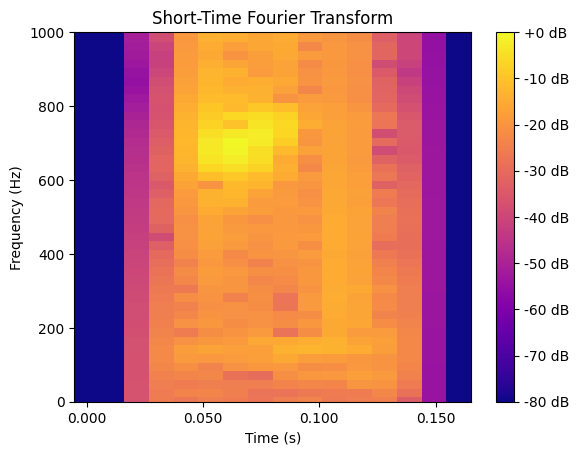 Short-Time Fourier Transform
1000
800
600
400
200
0
Frequency (Hz)
0.000
0.050
0.100
0.150
Time (s)
+0 dB
-10 dB
-20 dB
-30 dB
-40 dB
-50 dB
-60 dB
-70 dB
-80 dB